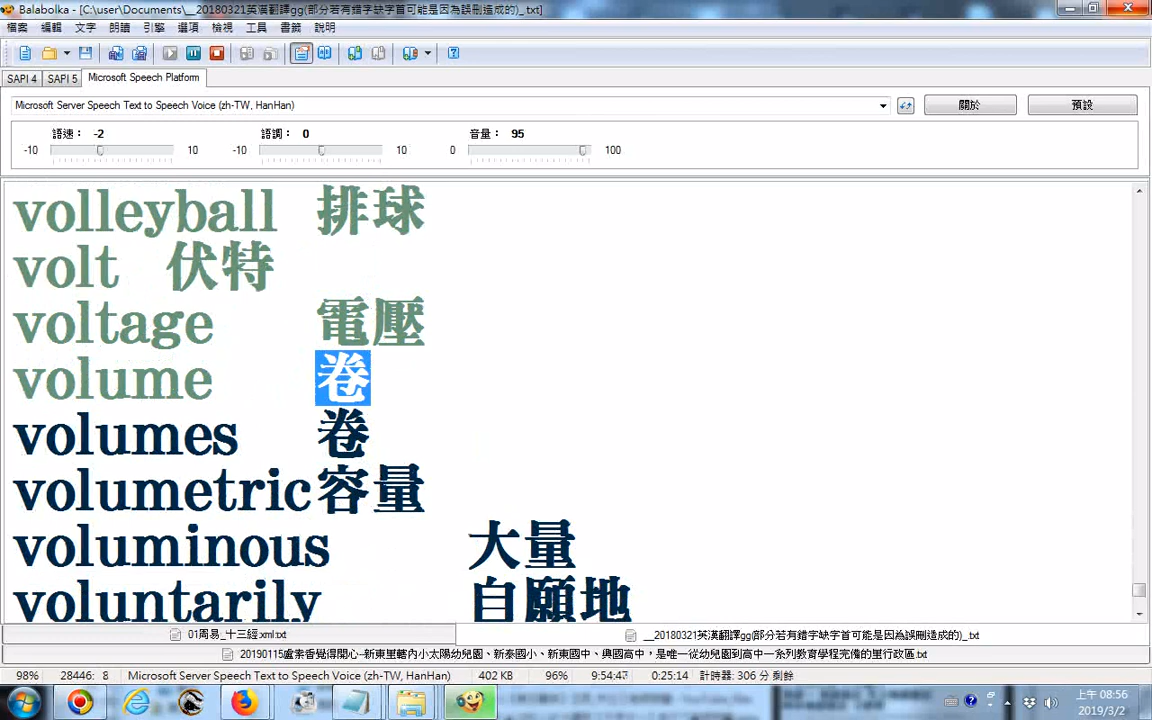 Balabolka - [C:\user\Documents\__20180321英漢翻譯gg(部分若有錯字缺字首可能是因為誤刪造成的)_.txt]
檔案 編輯 文字 朗讀 引擎 選項 檢視 工具 書籤 說明
SAPI 4 SAPI 5 Microsoft Speech Platform
Microsoft Server Speech Text to Speech Voice (zh-TW, HanHan) 關於 預設
語速： -2 語調： 0 音量： 95
-10 10 -10 10 0 100
volleyball 排球
volt 伏特
voltage 電壓
volume 卷
volumes 卷
volumetric 容量
voluminous 大量
voluntarily 自願地
01周易_十三經.xml.txt __20180321英漢翻譯gg(部分若有錯字缺字首可能是因為誤刪造成的)_.txt
20190115盧素香覺得開心-新東里轄內小太陽幼兒園、新泰國小、新東國中、興國高中，是唯一從幼兒園到高中一系列教育學程完備的里行政區.txt
98% 28446: 8 Microsoft Server Speech Text to Speech Voice (zh-TW, HanHan) 402 KB 96% 9:54:47 0:25:14 計時器: 306 分 剩餘
上午 08:56
2019/3/2